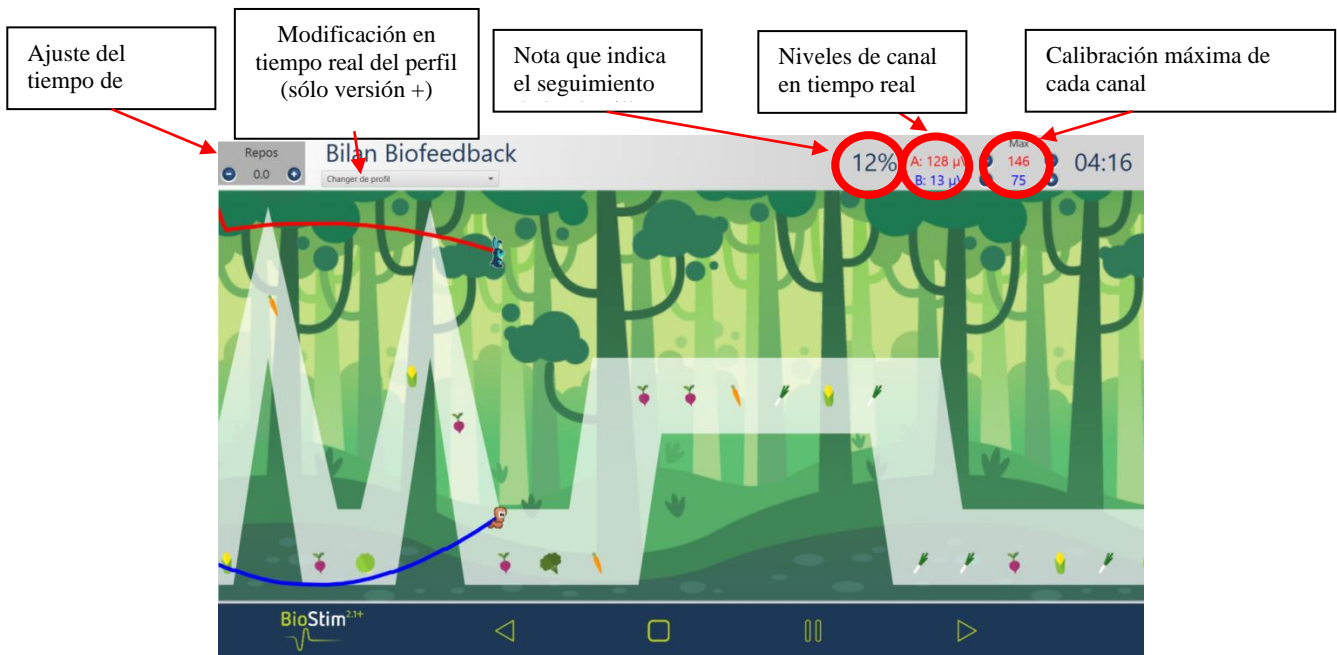 Ajuste del
tiempo de
Modificación en
tiempo real del perfil
(sólo versión +)
Nota que indica
el seguimiento
Niveles de canal
en tiempo real
Calibración máxima de
cada canal
Repos
0.0
Bilan Biofeedback
Changer de profil
12%
A: 128 µV
B: 13 µV
Max
146
75
04:16
BioStim 2.1+